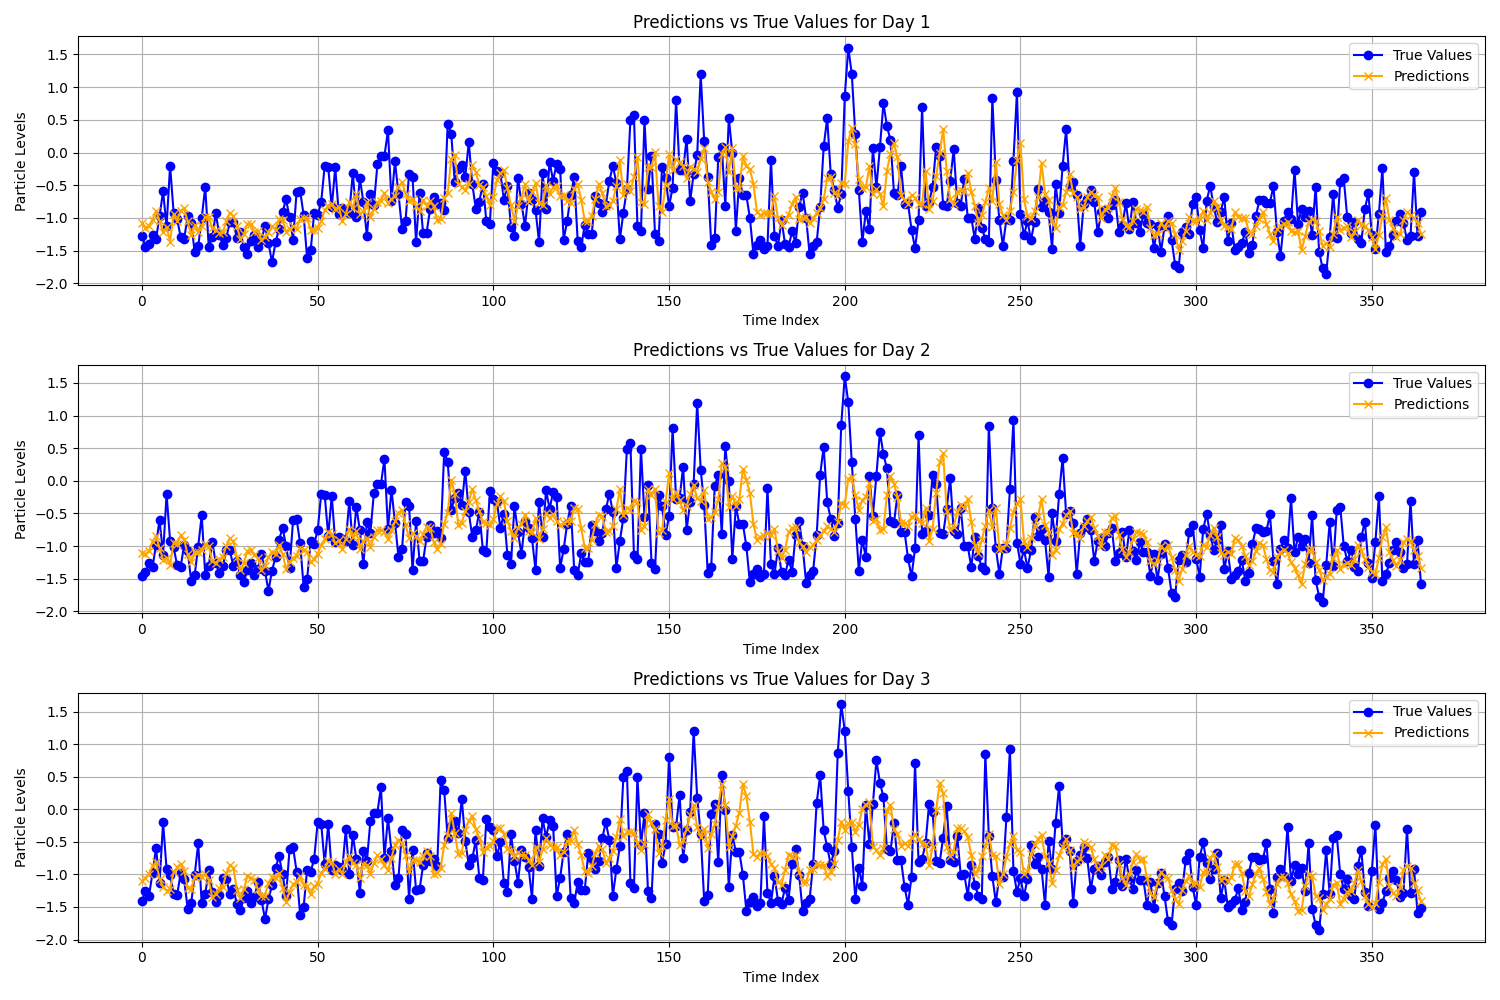 Predictions vs True Values for Day 1
True Values
Predictions
Particle Levels
1.5
1.0
0.5
0.0
−0.5
−1.0
−1.5
−2.0
0 50 100 150 200 250 300 350
Time Index
Predictions vs True Values for Day 2
True Values
Predictions
Particle Levels
1.5
1.0
0.5
0.0
−0.5
−1.0
−1.5
−2.0
0 50 100 150 200 250 300 350
Time Index
Predictions vs True Values for Day 3
True Values
Predictions
Particle Levels
1.5
1.0
0.5
0.0
−0.5
−1.0
−1.5
−2.0
0 50 100 150 200 250 300 350
Time Index